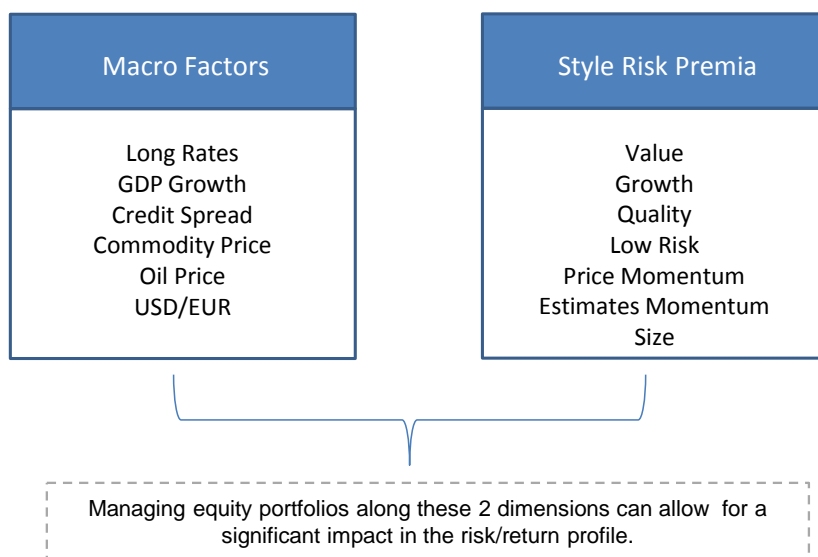 Macro Factors
Long Rates
GDP Growth
Credit Spread
Commodity Price
Oil Price
USD/EUR
Style Risk Premia
Value
Growth
Quality
Low Risk
Price Momentum
Estimates Momentum
Size
Managing equity portfolios along these 2 dimensions can allow for a
significant impact in the risk/return profile.